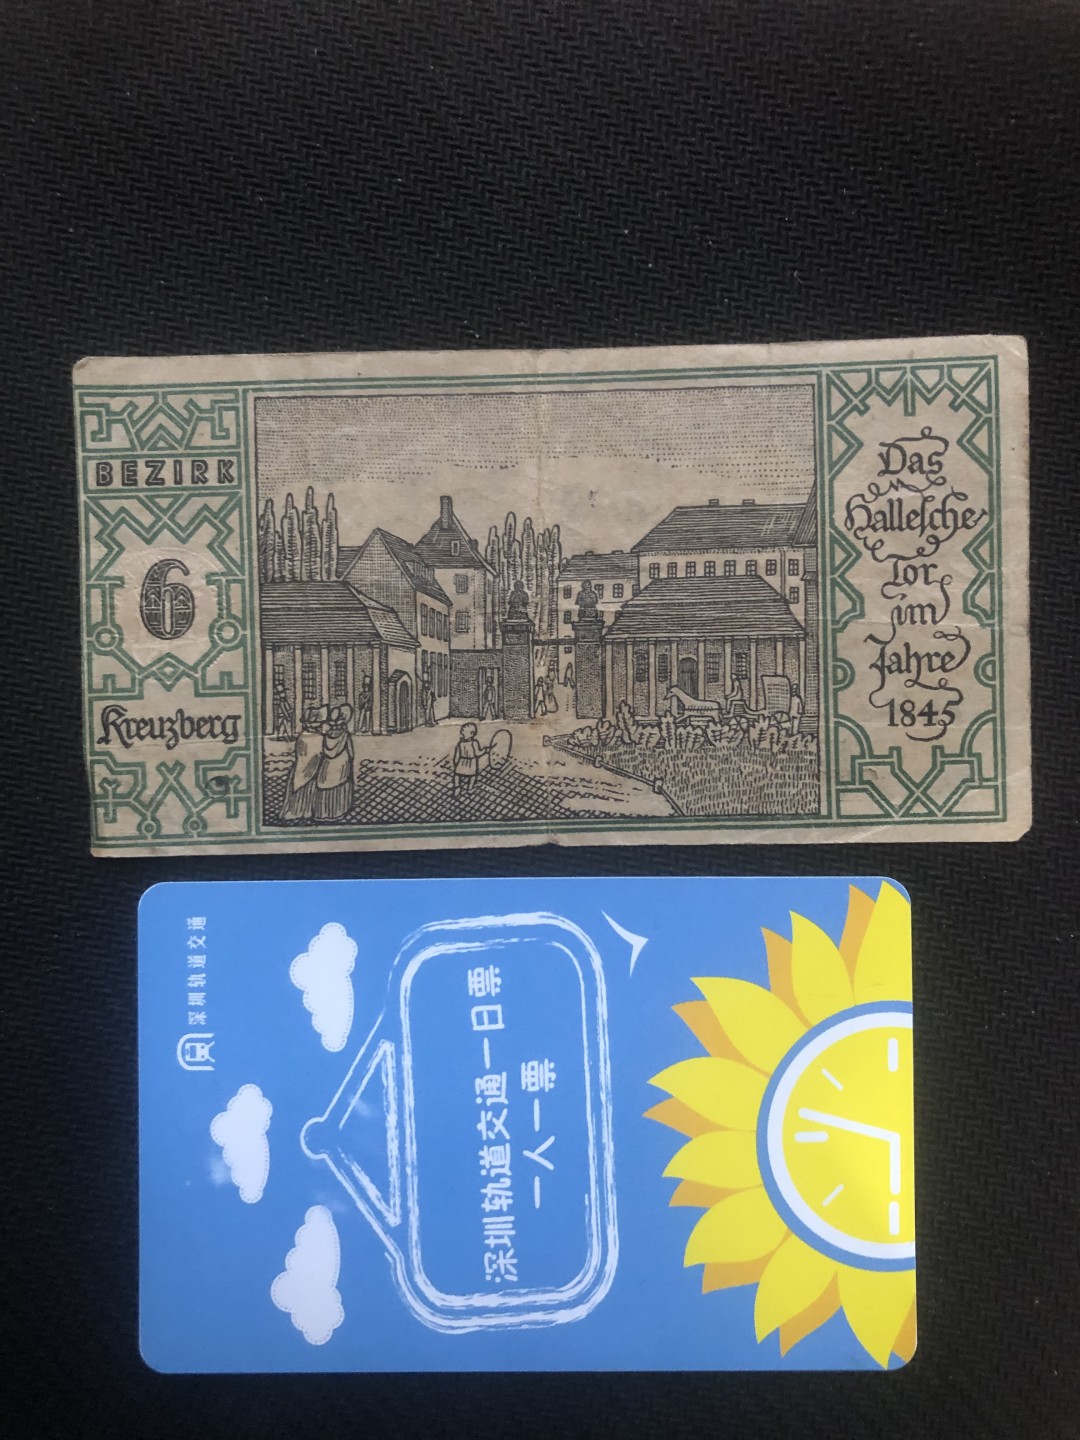 BEZIRK
6
Kreuzberg
Das
Hallesche
Tor
im
Jahre
1845
深圳轨道交通
深圳轨道交通一日票
一人一票